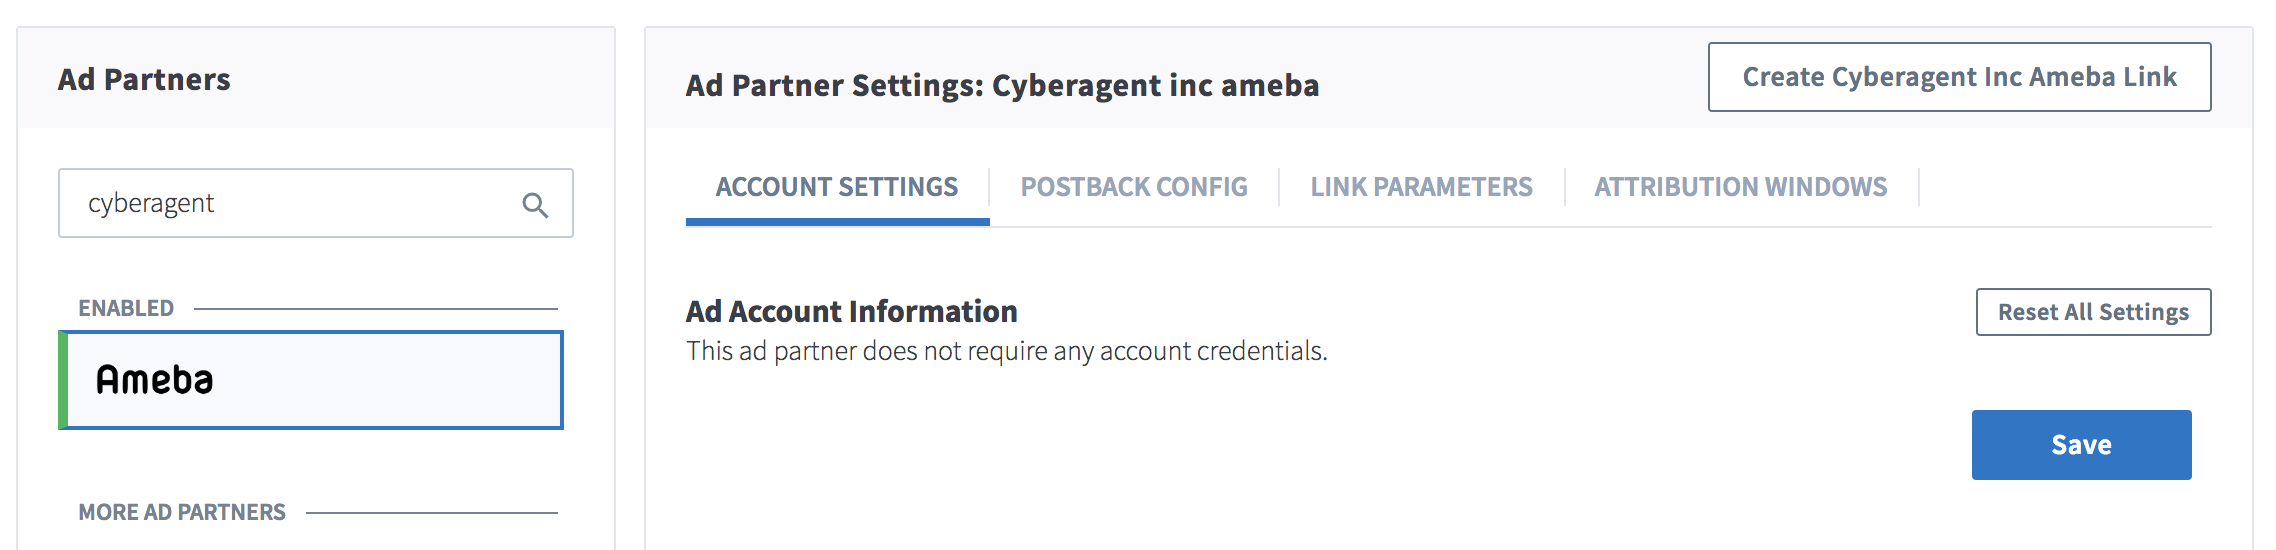 Ad Partners
cyberagent
ENABLED
Ameba
MORE AD PARTNERS
Ad Partner Settings: Cyberagent inc ameba
Create Cyberagent Inc Ameba Link
ACCOUNT SETTINGS
POSTBACK CONFIG
LINK PARAMETERS
ATTRIBUTION WINDOWS
Ad Account Information
Reset All Settings
This ad partner does not require any account credentials.
Save